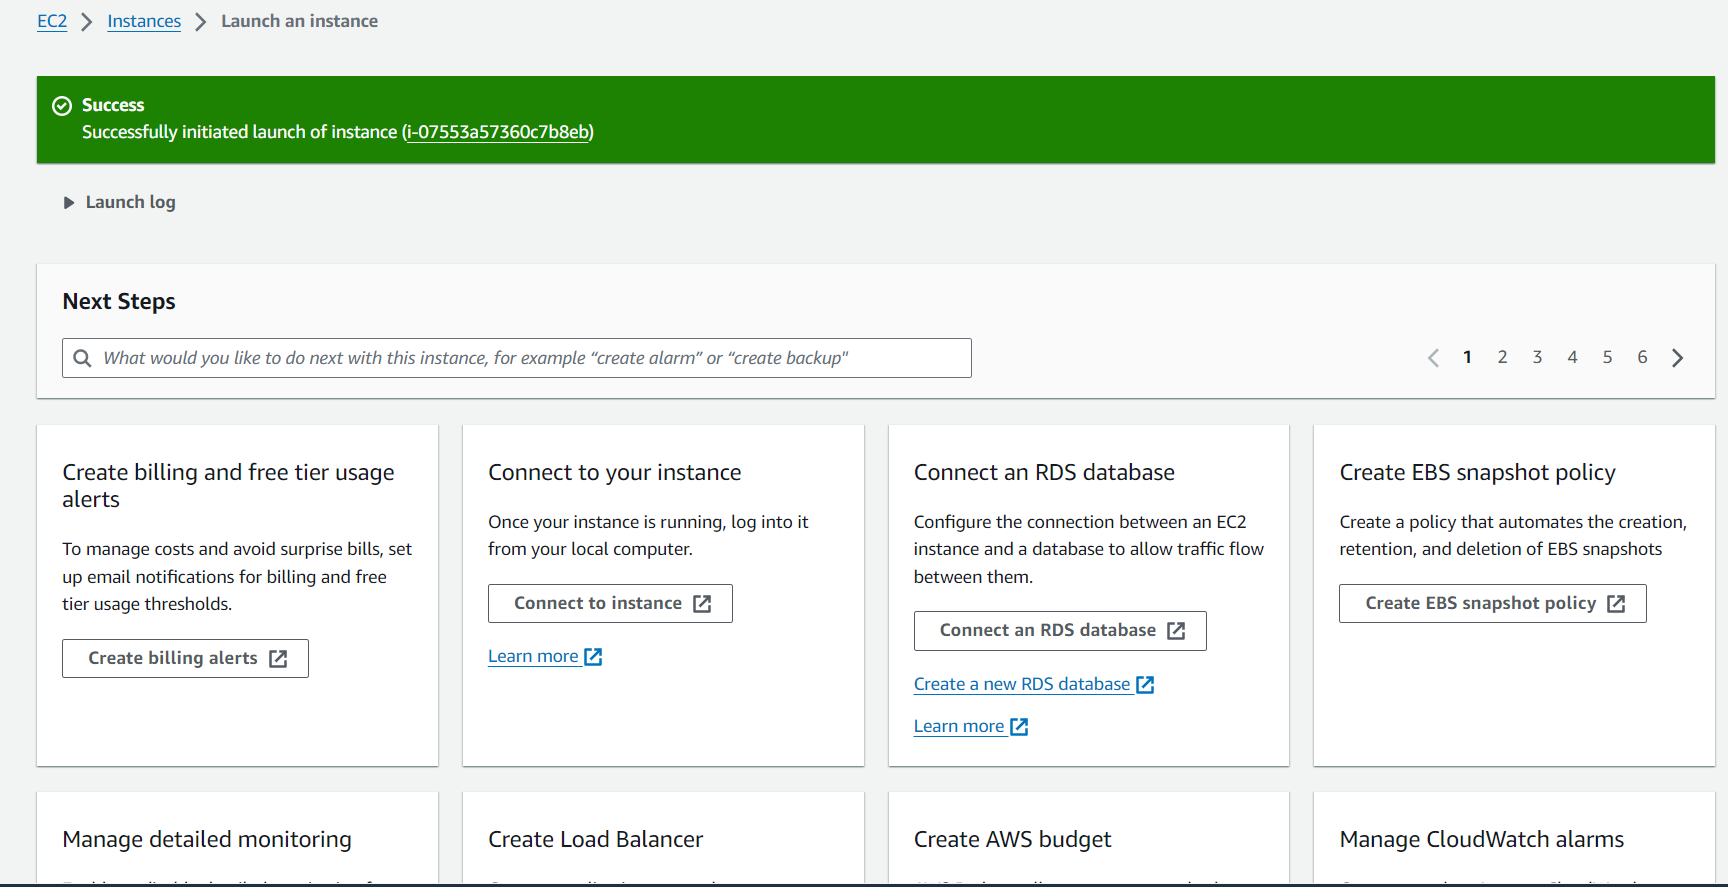 EC2 > Instances > Launch an instance
Success
Successfully initiated launch of instance (i-07553a57360c7b8eb)
Launch log
Next Steps
What would you like to do next with this instance, for example “create alarm” or “create backup"
1 2 3 4 5 6
Create billing and free tier usage
alerts
To manage costs and avoid surprise bills, set
up email notifications for billing and free
tier usage thresholds.
Create billing alerts
Connect to your instance
Once your instance is running, log into it
from your local computer.
Connect to instance
Learn more
Connect an RDS database
Configure the connection between an EC2
instance and a database to allow traffic flow
between them.
Connect an RDS database
Create a new RDS database
Learn more
Create EBS snapshot policy
Create a policy that automates the creation,
retention, and deletion of EBS snapshots
Create EBS snapshot policy
Manage detailed monitoring
Create Load Balancer
Create AWS budget
Manage CloudWatch alarms